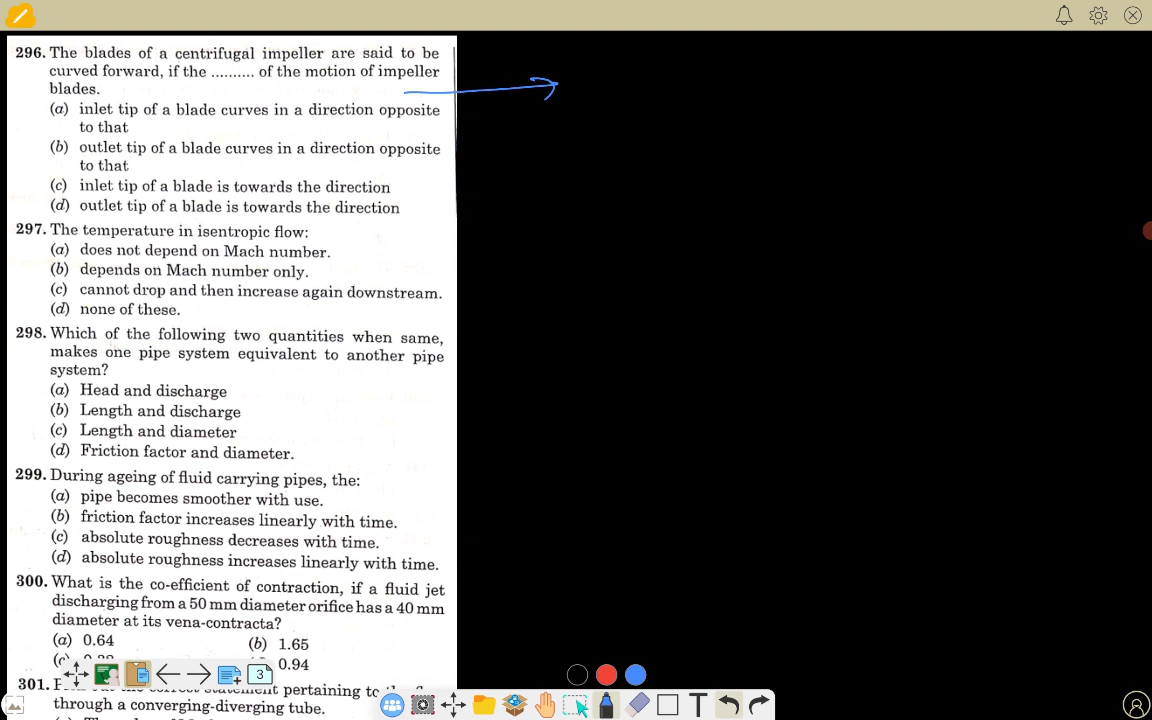 296. The blades of a centrifugal impeller are said to be
curved forward, if the .......... of the motion of impeller
blades.
(a) inlet tip of a blade curves in a direction opposite
to that
(b) outlet tip of a blade curves in a direction opposite
to that
(c) inlet tip of a blade is towards the direction
(d) outlet tip of a blade is towards the direction
297. The temperature in isentropic flow:
(a) does not depend on Mach number.
(b) depends on Mach number only.
(c) cannot drop and then increase again downstream.
(d) none of these.
298. Which of the following two quantities when same,
makes one pipe system equivalent to another pipe
system?
(a) Head and discharge
(b) Length and discharge
(c) Length and diameter
(d) Friction factor and diameter.
299. During ageing of fluid carrying pipes, the:
(a) pipe becomes smoother with use.
(b) friction factor increases linearly with time.
(c) absolute roughness decreases with time.
(d) absolute roughness increases linearly with time.
300. What is the co-efficient of contraction, if a fluid jet
discharging from a 50 mm diameter orifice has a 40 mm
diameter at its vena-contracta?
(a) 0.64 (b) 1.65
0.94
3
301. correct statement pertaining to
through a converging-diverging tube.
T